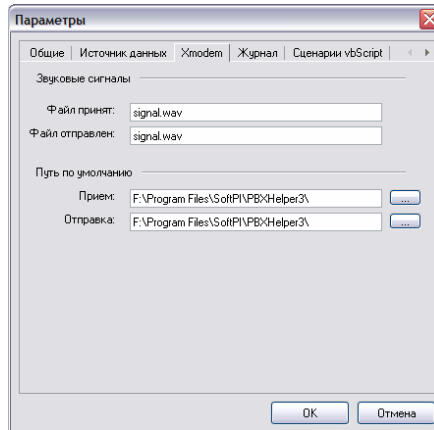 Параметры
Общие Источник данных Xmodem Журнал Сценарии vbScript
Звуковые сигналы
Файл принят: signal.wav
Файл отправлен: signal.wav
Путь по умолчанию
Прием: F:\Program Files\SoftPI\PBXHelper3\ ...
Отправка: F:\Program Files\SoftPI\PBXHelper3\ ...
OK Отмена